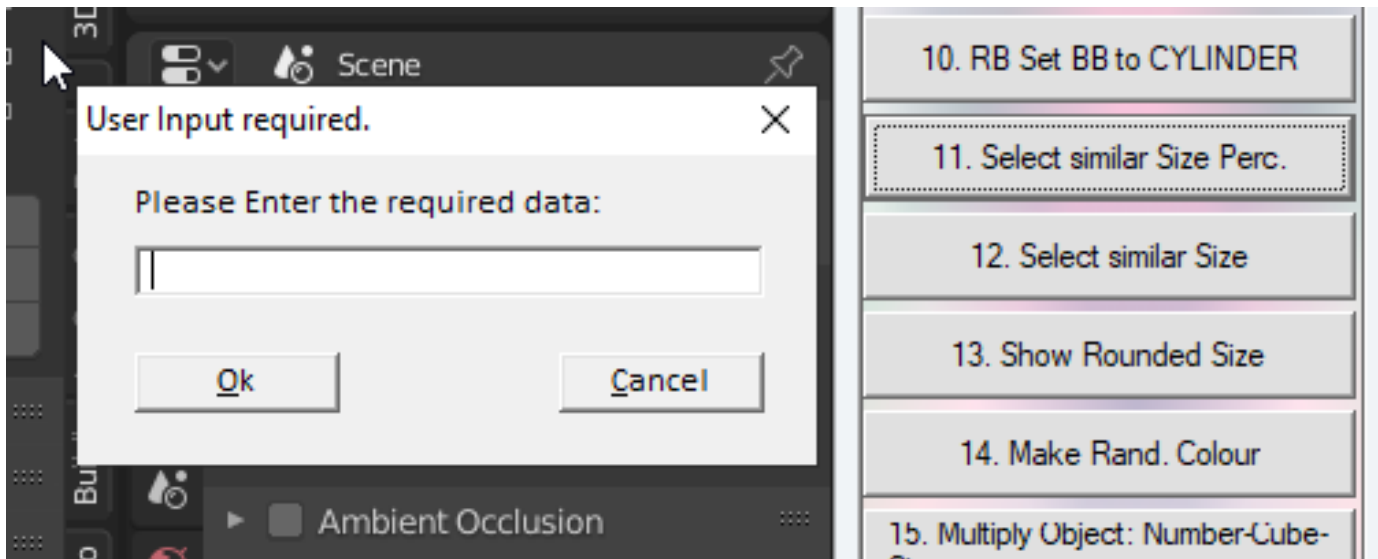 3D
Scene
User Input required.
Please Enter the required data:
Ok
Cancel
Bu
Ambient Occlusion
10. RB Set BB to CYLINDER
11. Select similar Size Perc.
12. Select similar Size
13. Show Rounded Size
14. Make Rand. Colour
15. Multiply Object: Number-Cube-